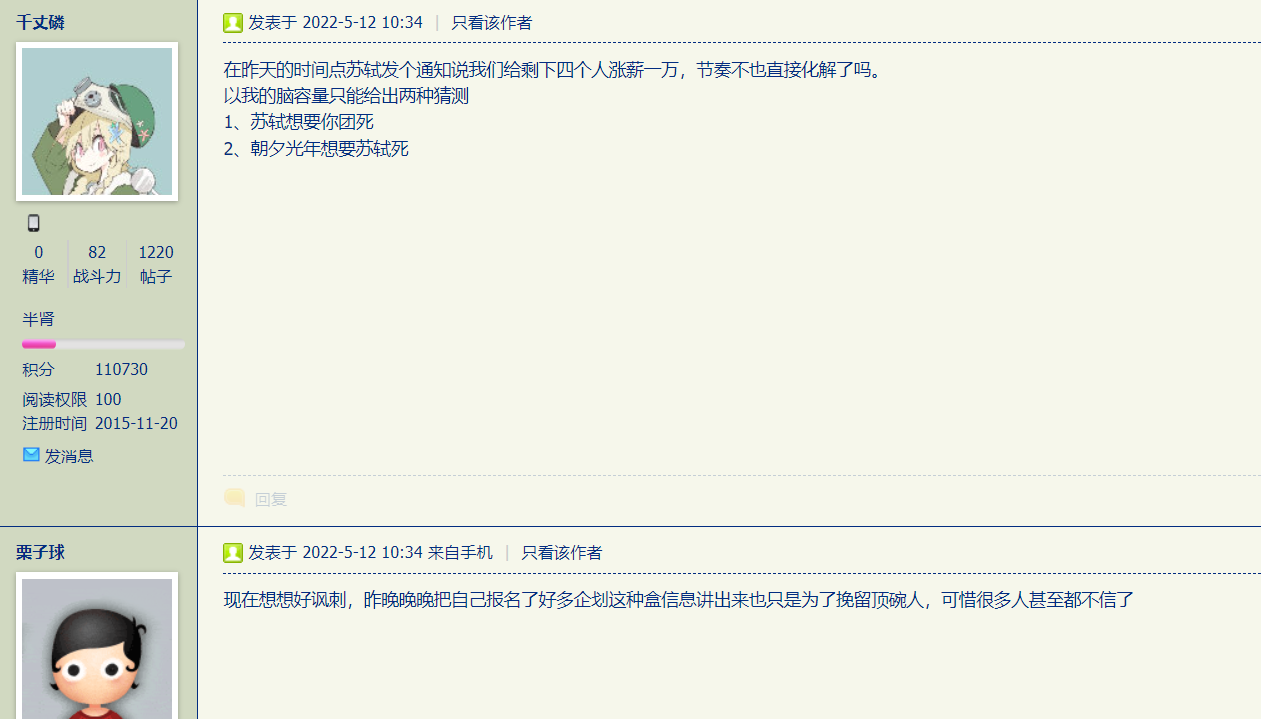 千丈磷
发表于 2022-5-12 10:34 | 只看该作者
在昨天的时间点苏轼发个通知说我们给剩下四个人涨薪一万，节奏不也直接化解了吗。
以我的脑容量只能给出两种猜测
1、苏轼想要你团死
2、朝夕光年想要苏轼死
0 82 1220
精华 战斗力 帖子
半肾
积分 110730
阅读权限 100
注册时间 2015-11-20
发消息
回复
栗子球
发表于 2022-5-12 10:34 来自手机 | 只看该作者
现在想想好讽刺，昨晚晚晚把自己报名了好多企划这种盒信息讲出来也只是为了挽留顶碗人，可惜很多人甚至都不信了